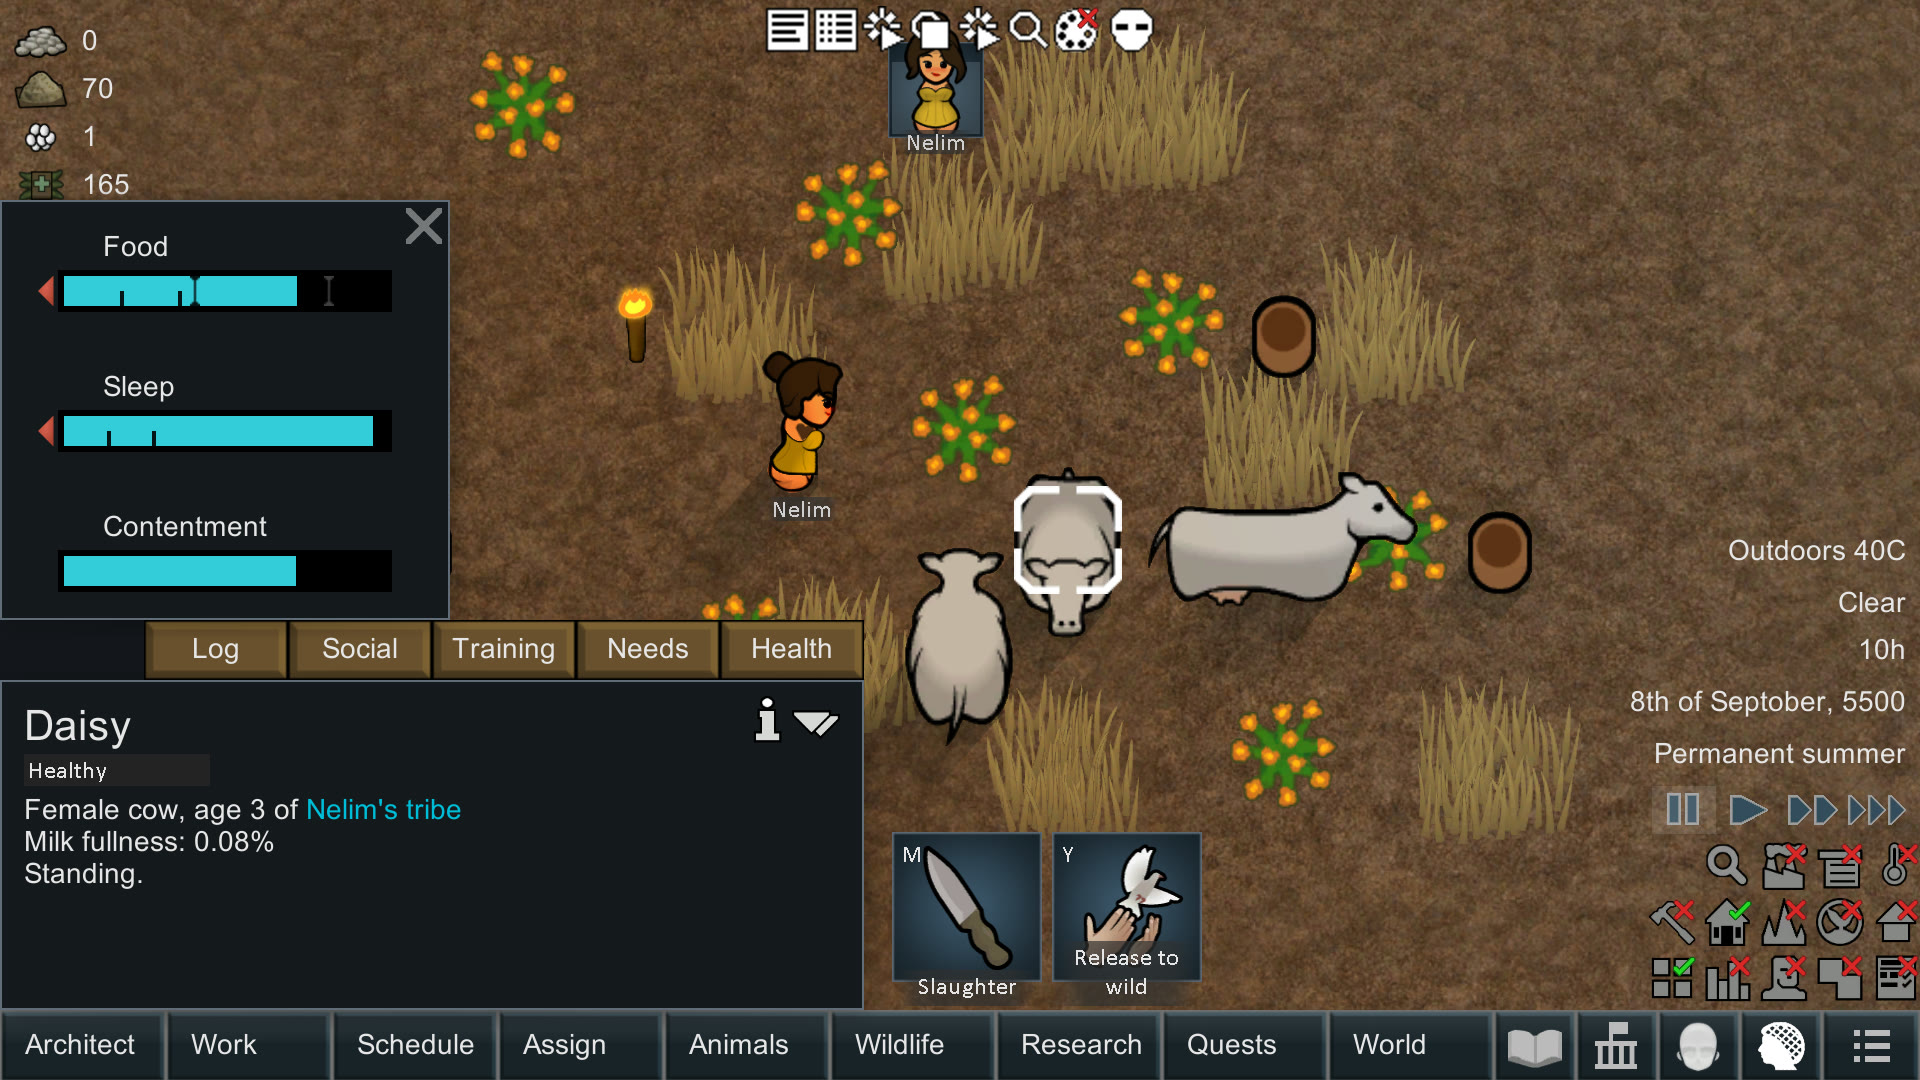 0
70
1
165
Nelim
Food
Sleep
Contentment
Nelim
Log
Social
Training
Needs
Health
Daisy
Healthy
Female cow, age 3 of Nelim's tribe
Milk fullness: 0.08%
Standing.
M
Slaughter
Y
Release to
wild
Outdoors 40C
Clear
10h
8th of Septober, 5500
Permanent summer
Architect
Work
Schedule
Assign
Animals
Wildlife
Research
Quests
World